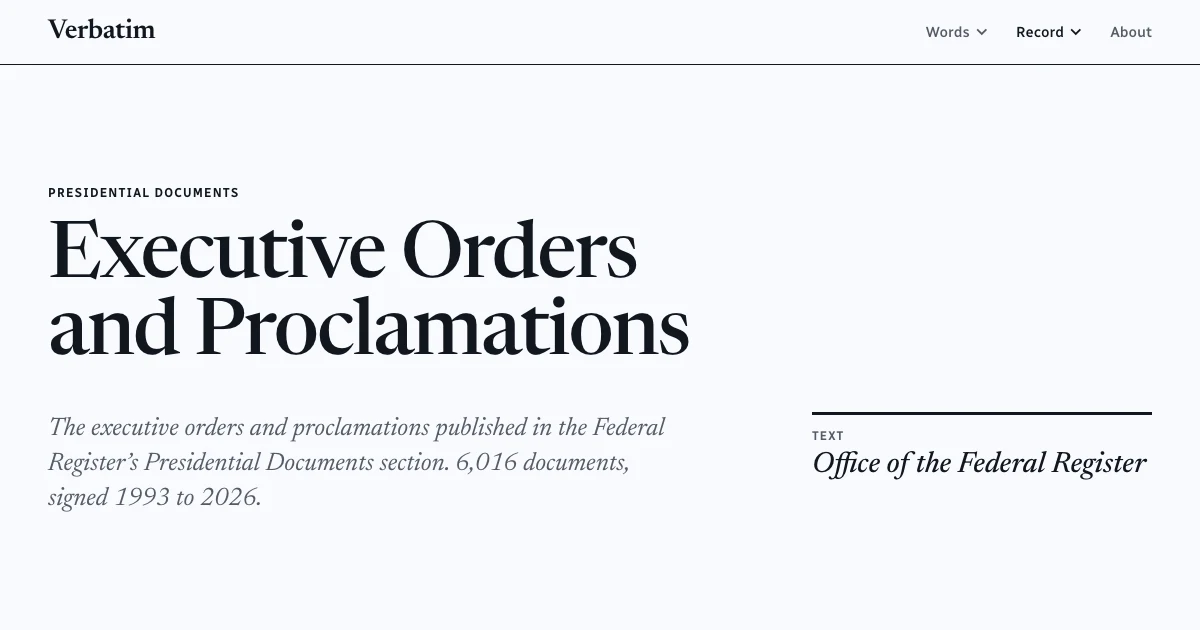 Verbatim
Words
Record
About
PRESIDENTIAL DOCUMENTS
Executive Orders
and Proclamations
The executive orders and proclamations published in the Federal
Register’s Presidential Documents section. 6,016 documents,
signed 1993 to 2026.
TEXT
Office of the Federal Register